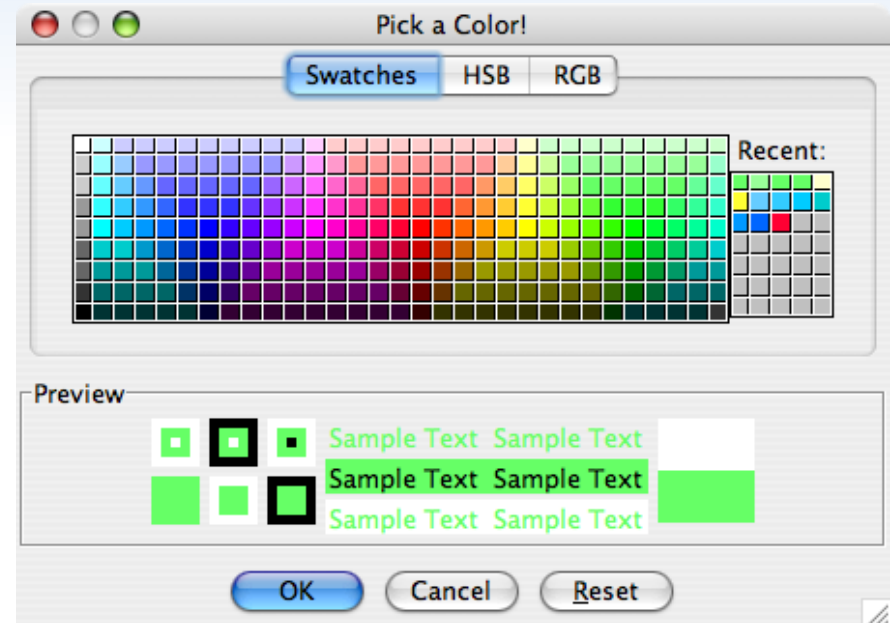 Pick a Color!
Swatches HSB RGB
Recent:
Preview
Sample Text Sample Text
Sample Text Sample Text
Sample Text Sample Text
OK Cancel Reset